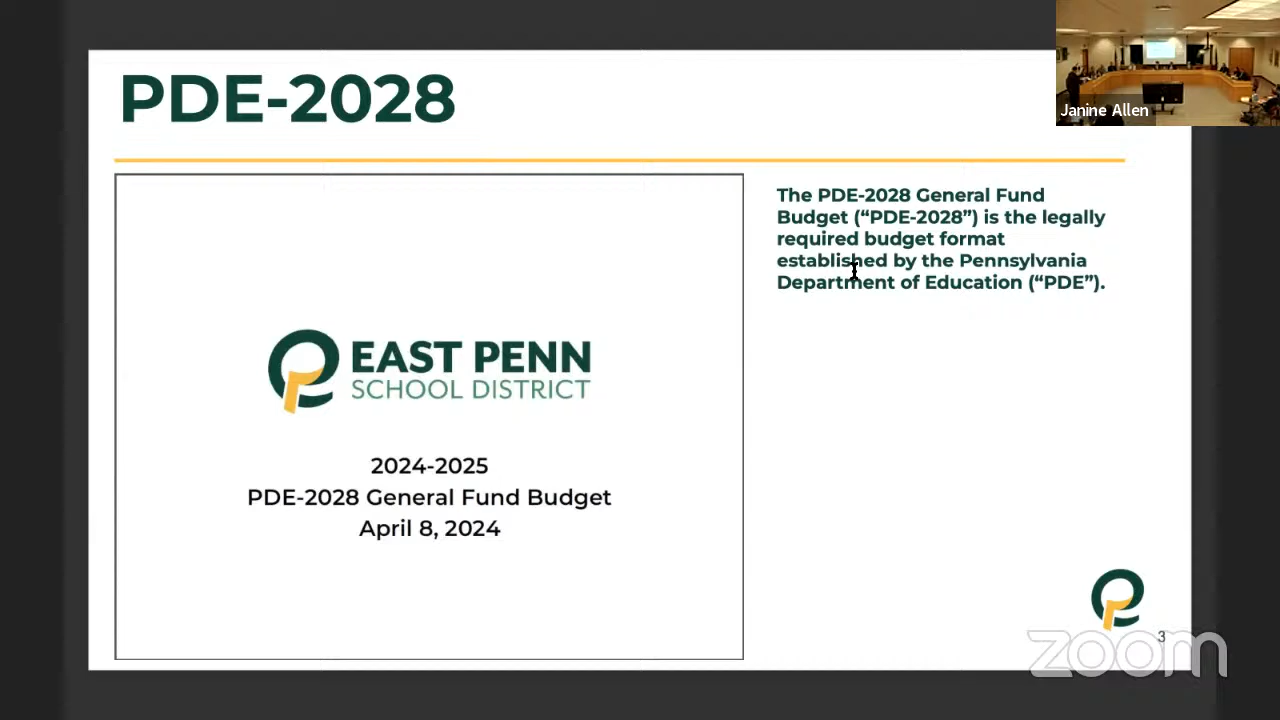 PDE-2028
Janine Allen
The PDE-2028 General Fund
Budget (“PDE-2028”) is the legally
required budget format
established by the Pennsylvania
Department of Education (“PDE”).
EAST PENN
SCHOOL DISTRICT
2024-2025
PDE-2028 General Fund Budget
April 8, 2024
3
zoom